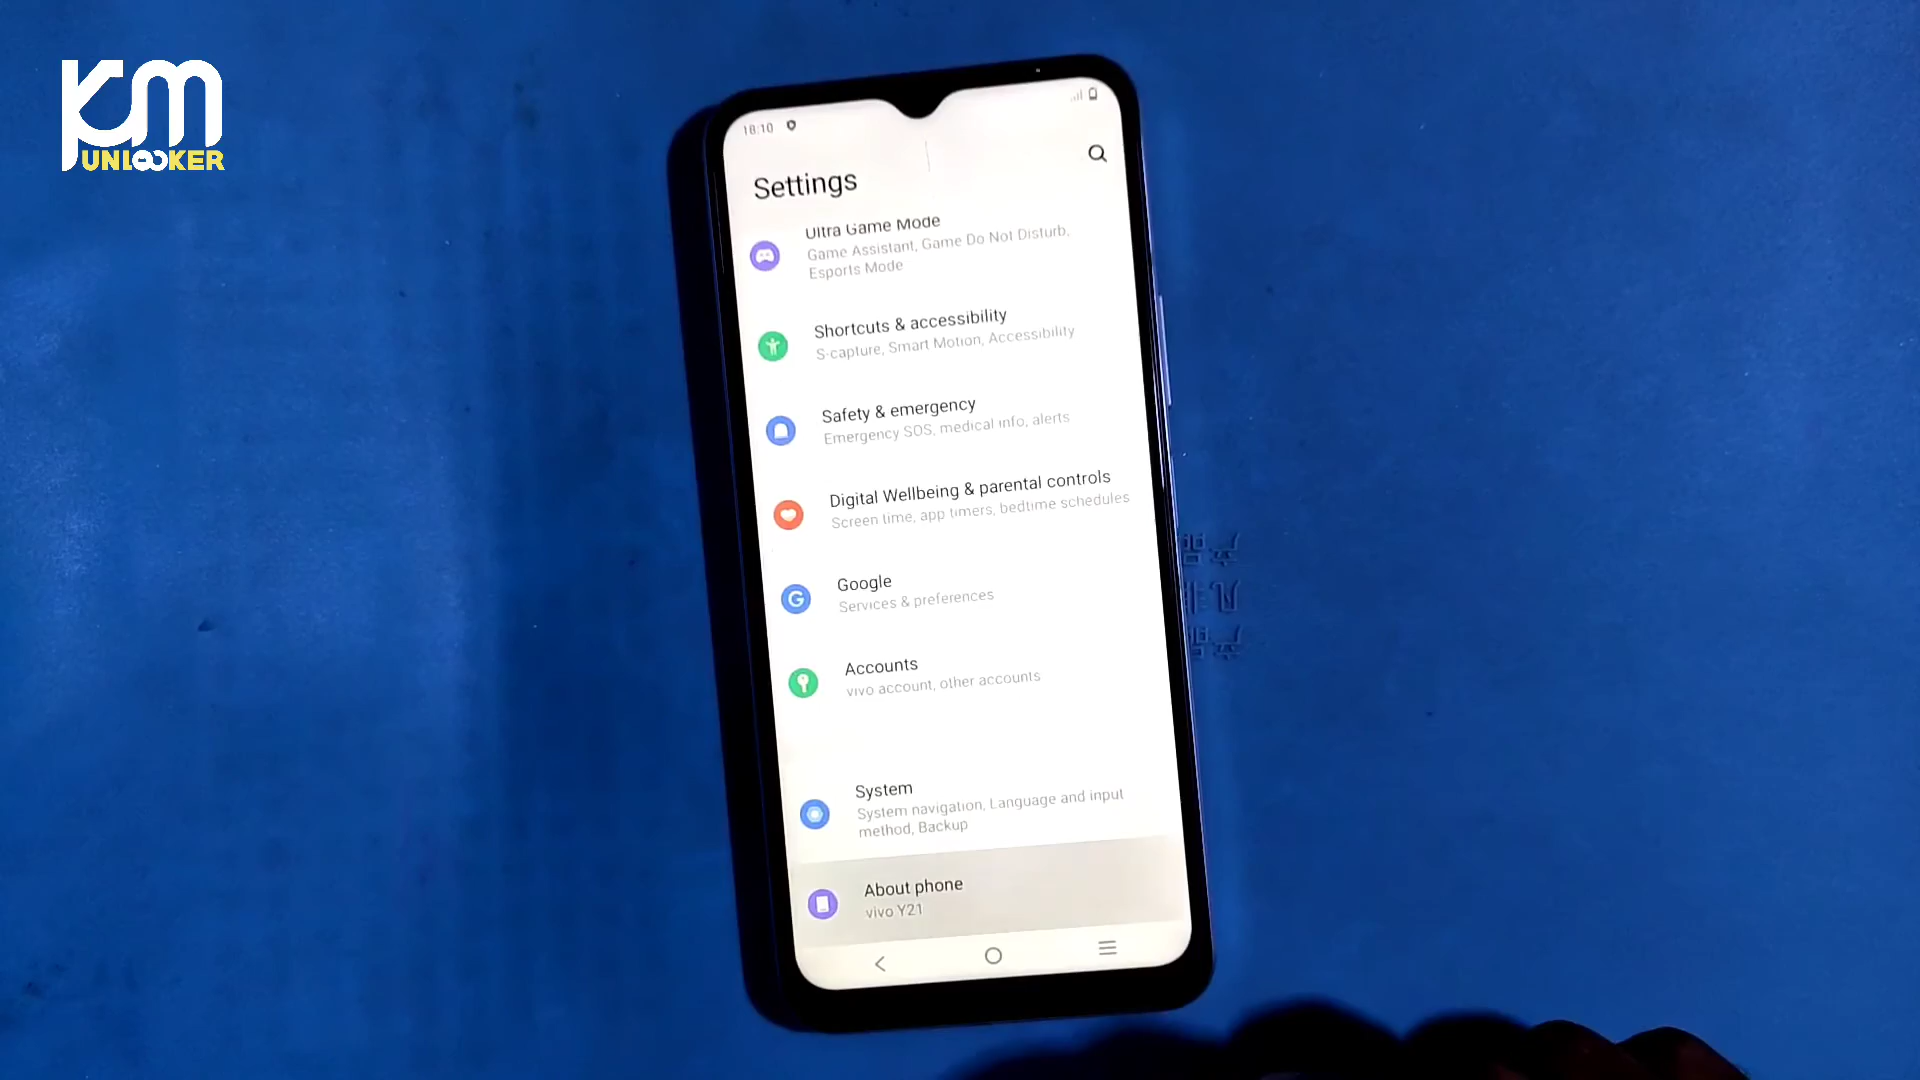 KM
UNLOCKER
18:10
Settings
Ultra Game Mode
Game Assistant, Game Do Not Disturb,
Esports Mode
Shortcuts & accessibility
S-capture, Smart Motion, Accessibility
Safety & emergency
Emergency SOS, medical info, alerts
Digital Wellbeing & parental controls
Screen time, app timers, bedtime schedules
Google
Services & preferences
Accounts
vivo account, other accounts
System
System navigation, Language and input
method, Backup
About phone
vivo Y21